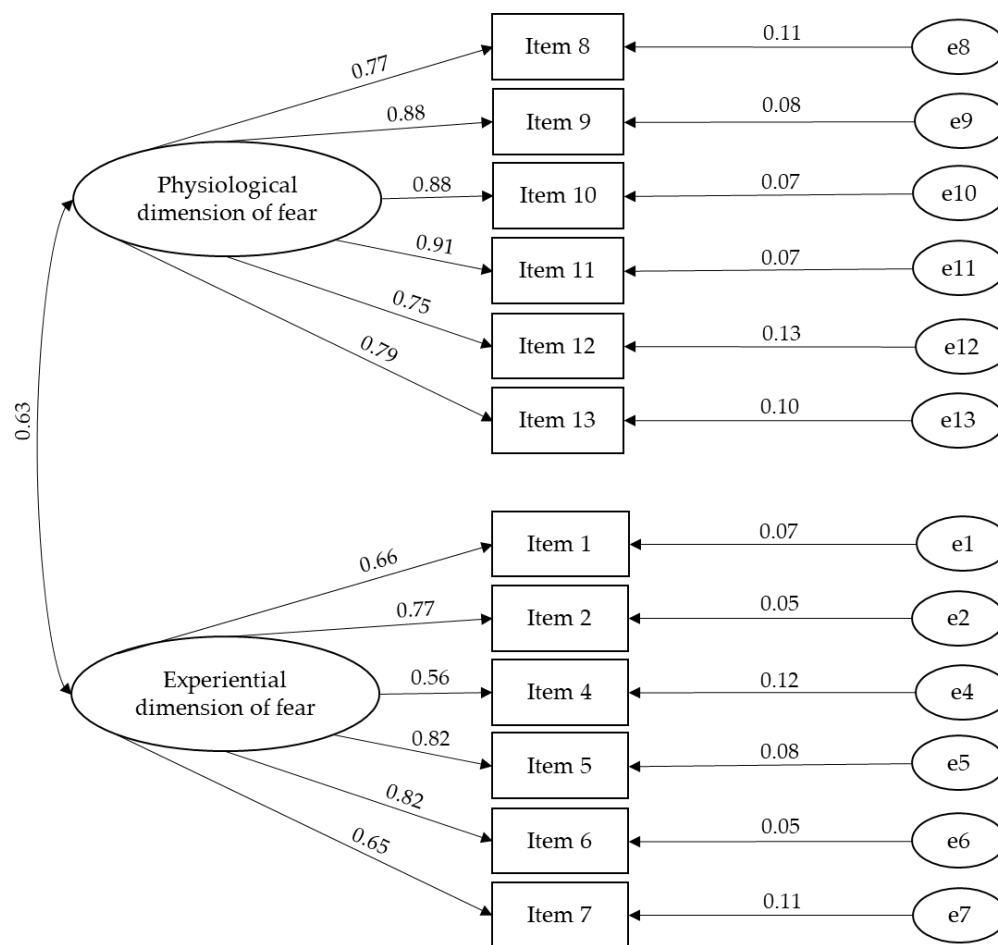 Item 8
0.11
e8
0.77
Item 9
0.08
e9
0.88
Physiological
dimension of fear
0.88
Item 10
0.07
e10
0.91
Item 11
0.07
e11
0.75
Item 12
0.13
e12
0.79
Item 13
0.10
e13
0.63
Item 1
0.07
e1
0.66
Item 2
0.05
e2
0.77
Experiential
dimension of fear
0.56
Item 4
0.12
e4
0.82
Item 5
0.08
e5
0.82
Item 6
0.05
e6
0.65
Item 7
0.11
e7